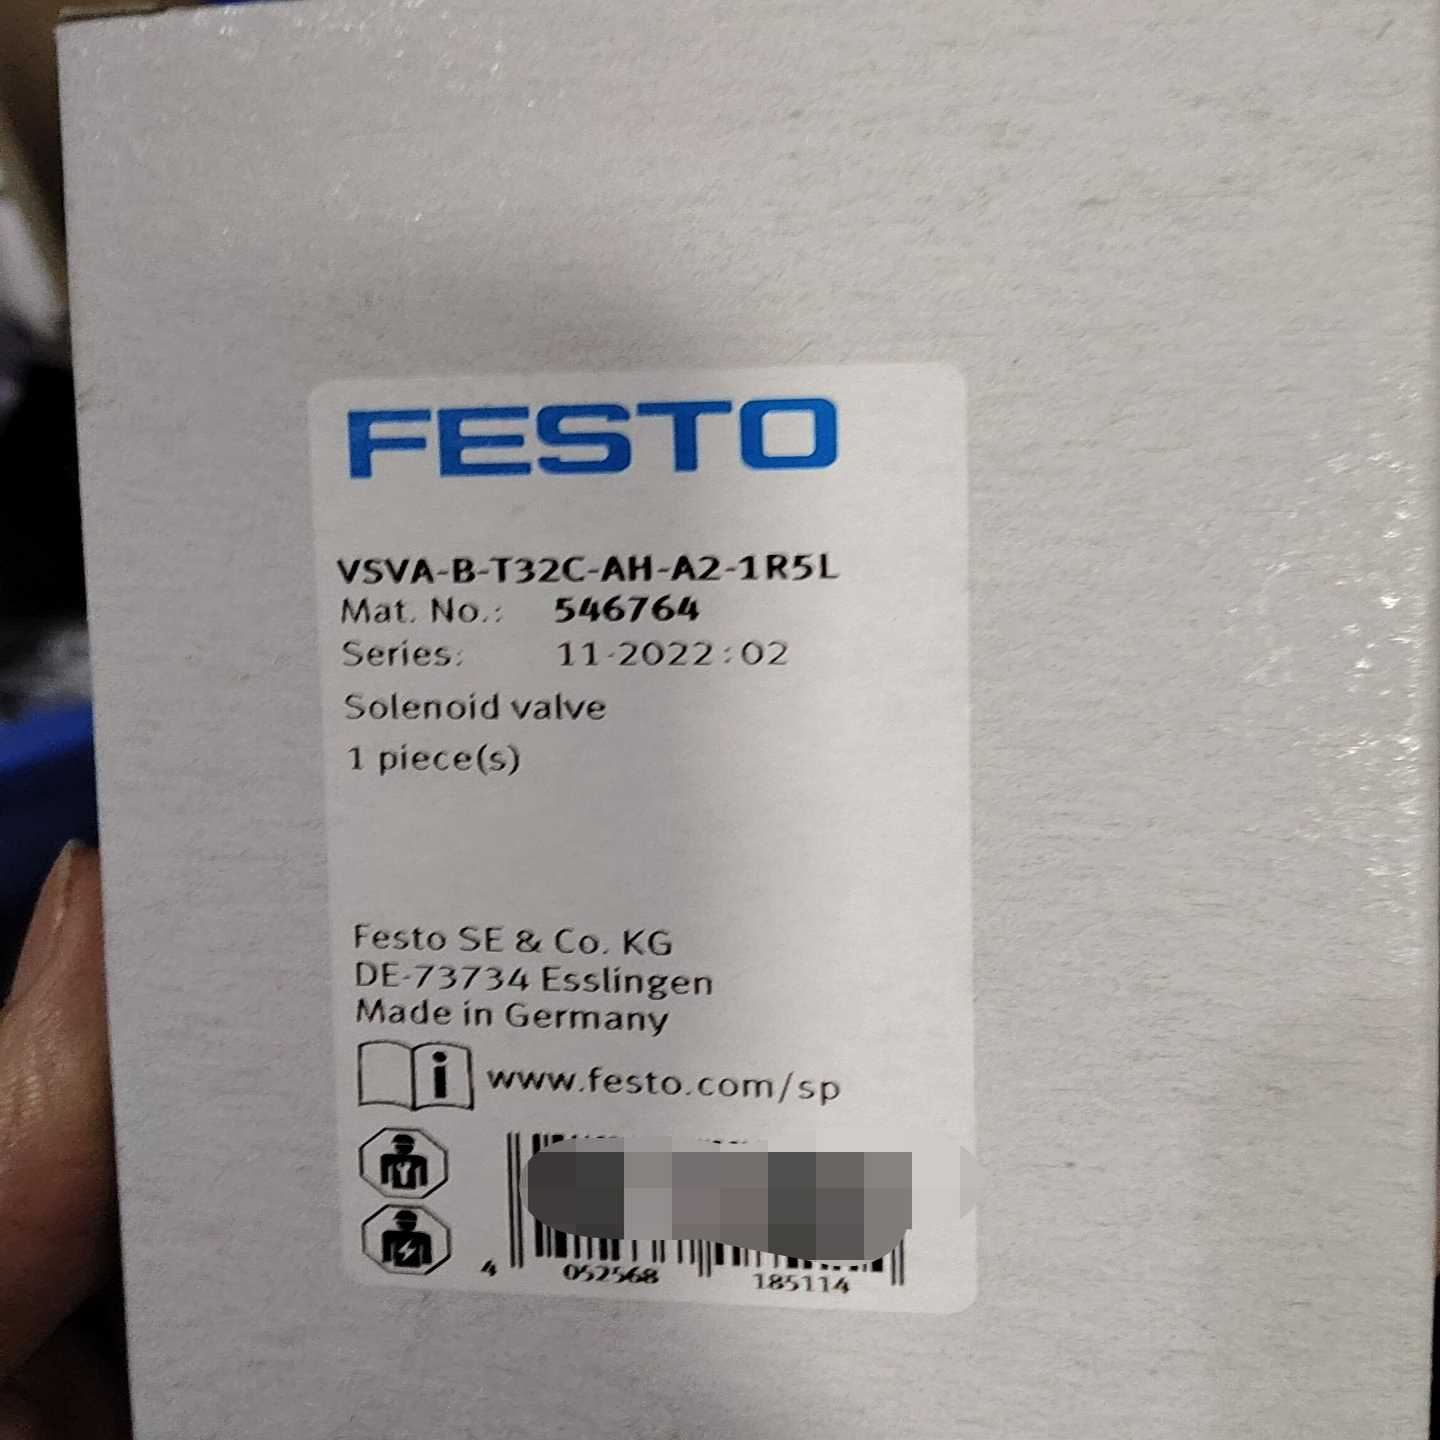 FESTO
VSVA-B-T32C-AH-A2-1R5L
Mat. No.: 546764
Series: 11-2022:02
Solenoid valve
1 piece(s)
Festo SE & Co. KG
DE-73734 Esslingen
Made in Germany
i www.festo.com/sp
4 052568 185114